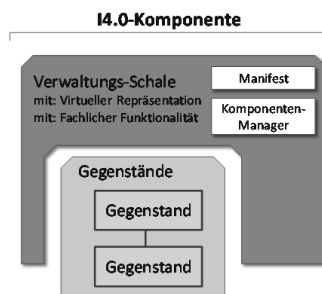 I4.0-Komponente
Verwaltungs-Schale
mit: Virtueller Repräsentation
mit: Fachlicher Funktionalität
Manifest
Komponenten-
Manager
Gegenstände
Gegenstand
Gegenstand